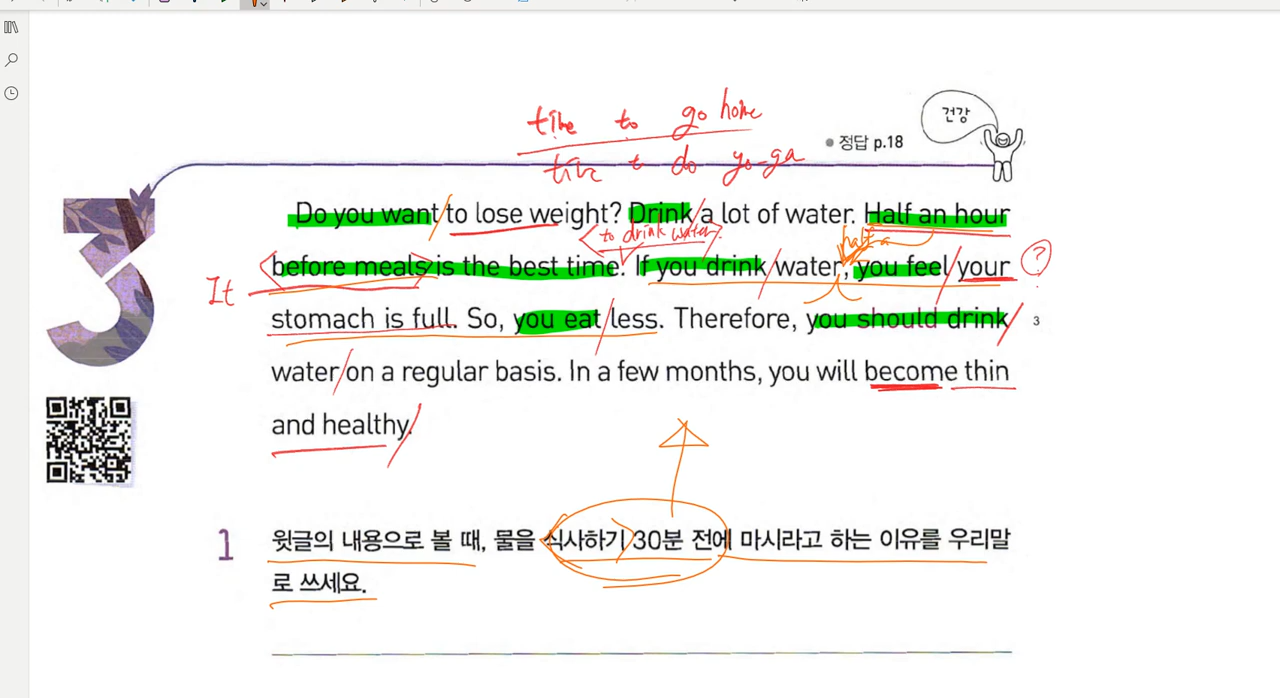 time to go home
건강
• 정답 p.18
time to do yo-ga
3
Do you want to lose weight? Drink a lot of water. Half an hour
to drink water
half a
before meals is the best time. If you drink water, you feel your ?
It
stomach is full. So, you eat less. Therefore, you should drink 3
water on a regular basis. In a few months, you will become thin
and healthy.
1 윗글의 내용으로 볼 때, 물을 식사하기 30분 전에 마시라고 하는 이유를 우리말
로 쓰세요.